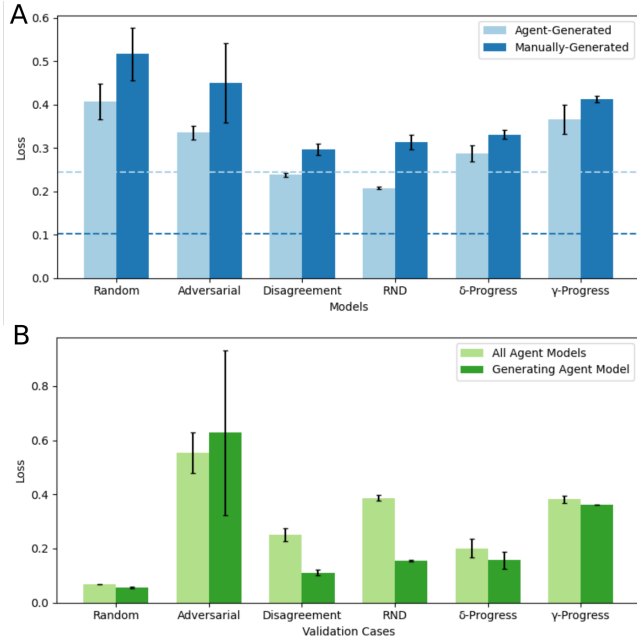 A
0.6
0.5
0.4
0.3
0.2
0.1
0.0
Loss
Agent-Generated
Manually-Generated
Random Adversarial Disagreement RND δ-Progress γ-Progress
Models
B
0.8
0.6
0.4
0.2
0.0
Loss
All Agent Models
Generating Agent Model
Random Adversarial Disagreement RND δ-Progress γ-Progress
Validation Cases